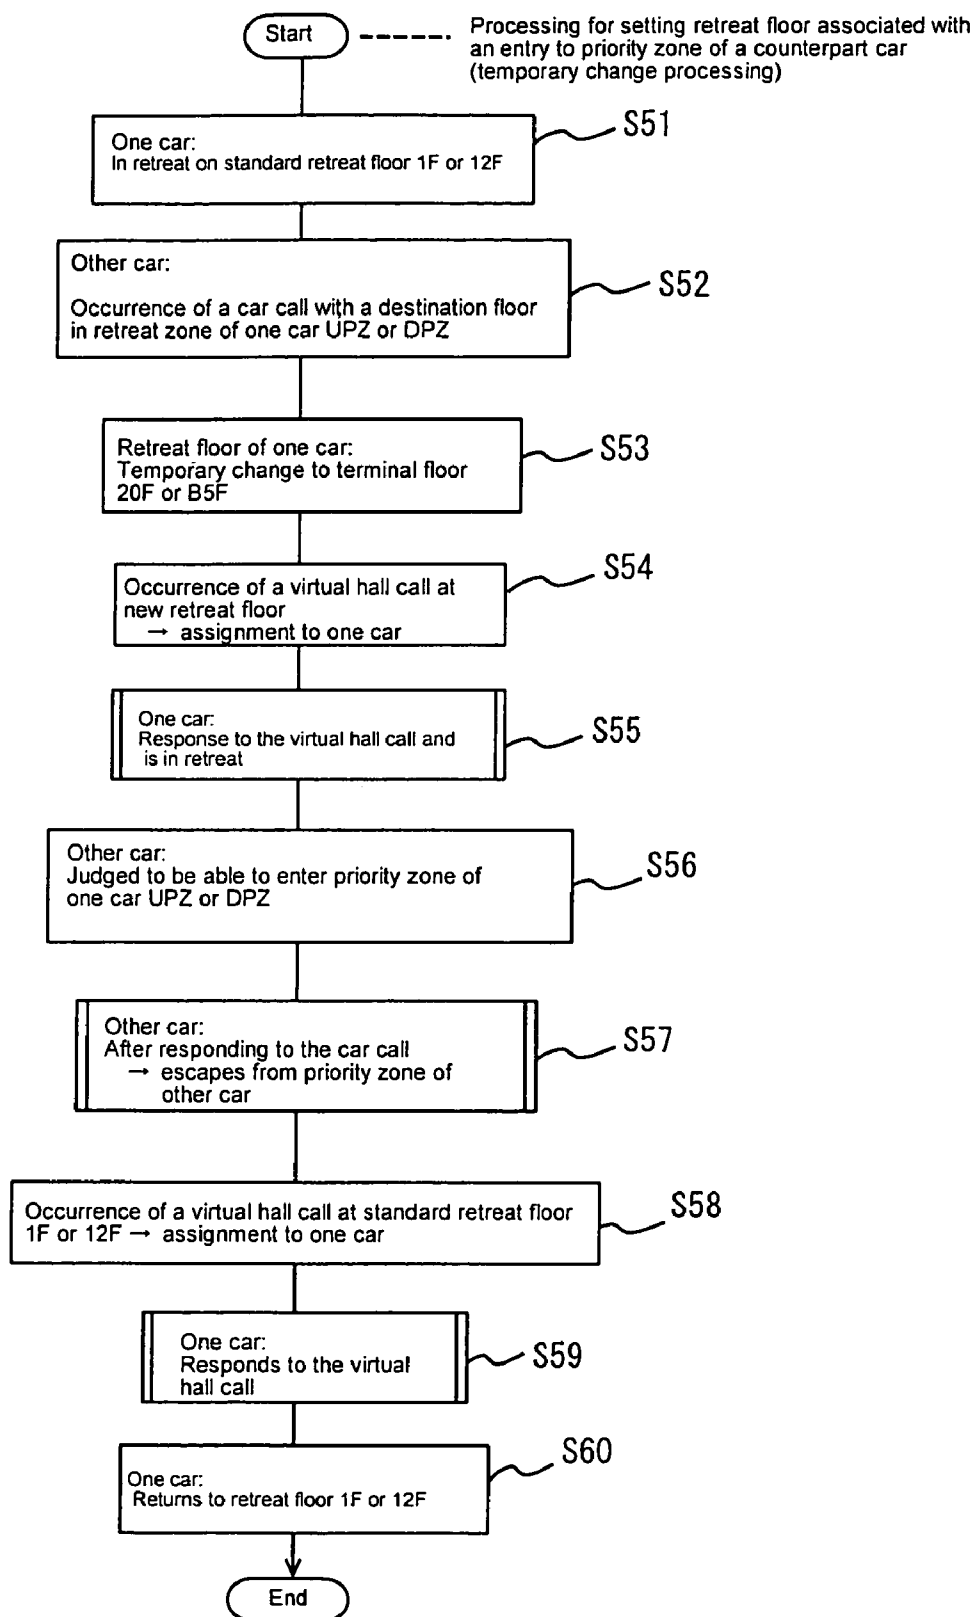 Start
Processing for setting retreat floor associated with
an entry to priority zone of a counterpart car
(temporary change processing)
S51
One car:
In retreat on standard retreat floor 1F or 12F
Other car:
S52
Occurrence of a car call with a destination floor
in retreat zone of one car UPZ or DPZ
S53
Retreat floor of one car:
Temporary change to terminal floor
20F or B5F
S54
Occurrence of a virtual hall call at
new retreat floor
→ assignment to one car
S55
One car:
Response to the virtual hall call and
is in retreat
S56
Other car:
Judged to be able to enter priority zone of
one car UPZ or DPZ
S57
Other car:
After responding to the car call
→ escapes from priority zone of
other car
S58
Occurrence of a virtual hall call at standard retreat floor
1F or 12F → assignment to one car
S59
One car:
Responds to the virtual
hall call
S60
One car:
Returns to retreat floor 1F or 12F
End